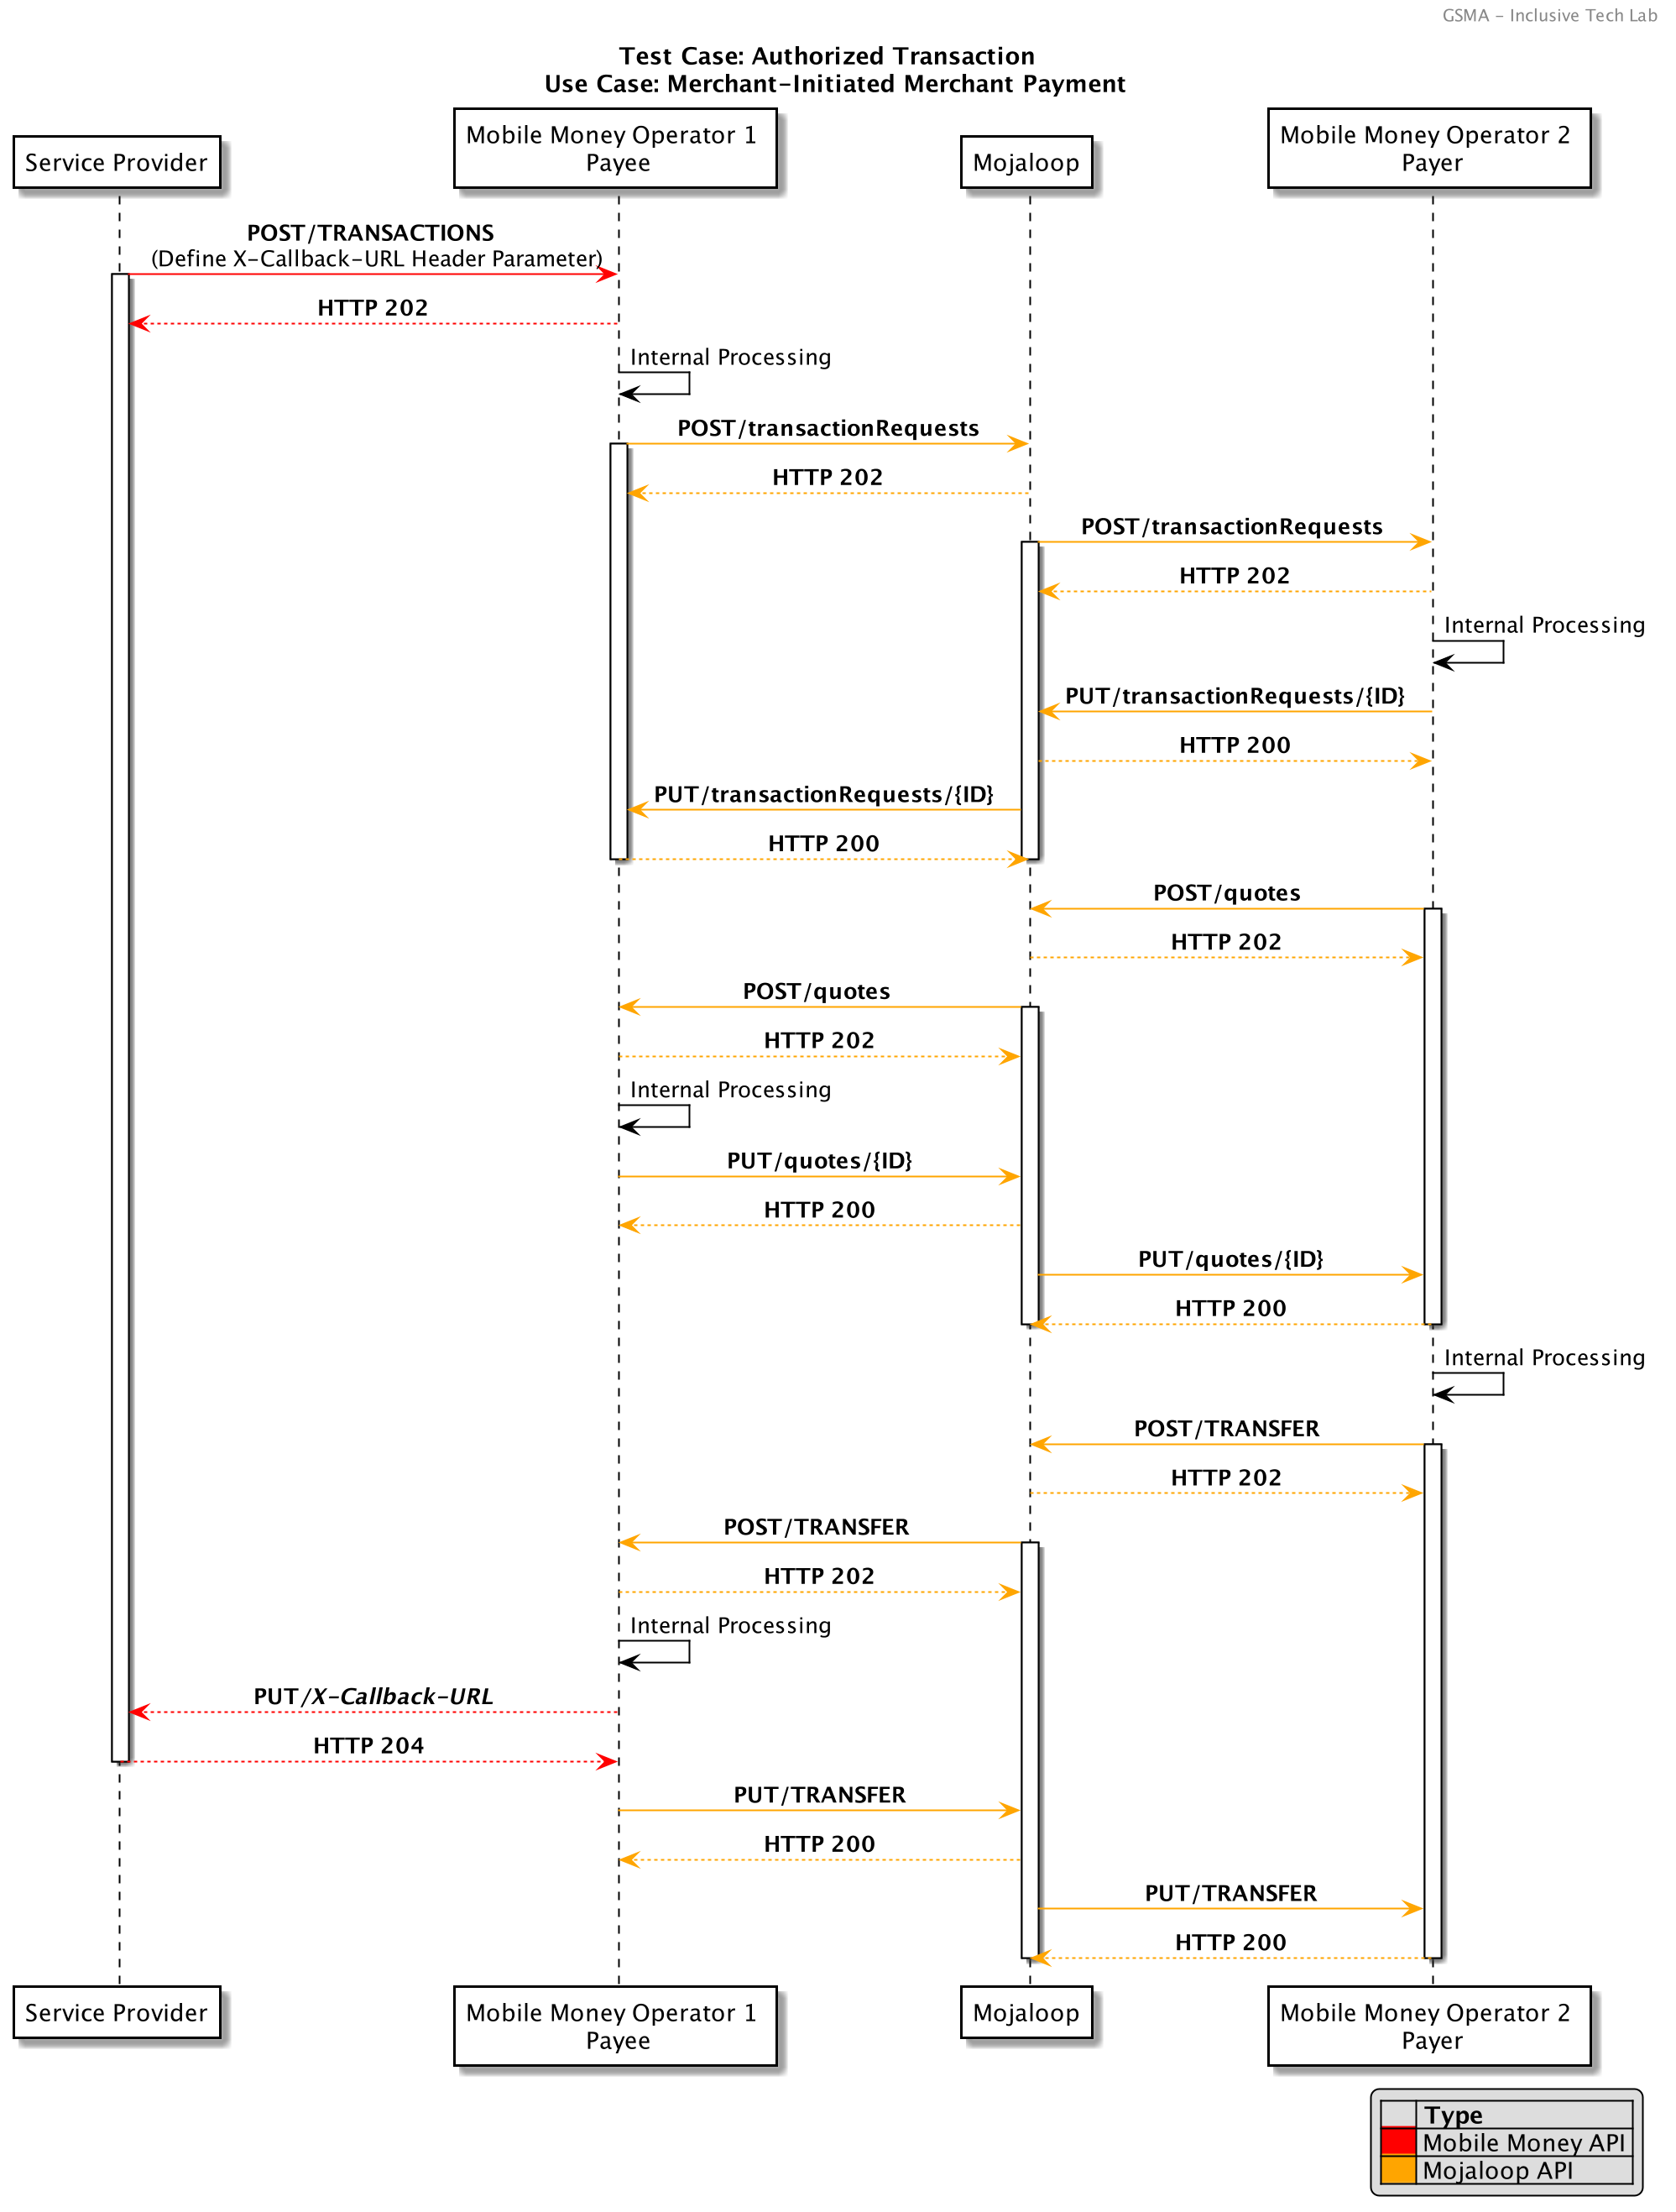 GSMA - Inclusive Tech Lab
Test Case: Authorized Transaction
Use Case: Merchant-Initiated Merchant Payment
Service Provider
Mobile Money Operator 1
Payee
Mojaloop
Mobile Money Operator 2
Payer
POST/TRANSACTIONS
(Define X-Callback-URL Header Parameter)
HTTP 202
Internal Processing
POST/transactionRequests
HTTP 202
POST/transactionRequests
HTTP 202
Internal Processing
PUT/transactionRequests/{ID}
HTTP 200
PUT/transactionRequests/{ID}
HTTP 200
POST/quotes
HTTP 202
POST/quotes
HTTP 202
Internal Processing
PUT/quotes/{ID}
HTTP 200
PUT/quotes/{ID}
HTTP 200
Internal Processing
POST/TRANSFER
HTTP 202
POST/TRANSFER
HTTP 202
Internal Processing
PUT/X-Callback-URL
HTTP 204
PUT/TRANSFER
HTTP 200
PUT/TRANSFER
HTTP 200
Service Provider
Mobile Money Operator 1
Payee
Mojaloop
Mobile Money Operator 2
Payer
Type
Mobile Money API
Mojaloop API